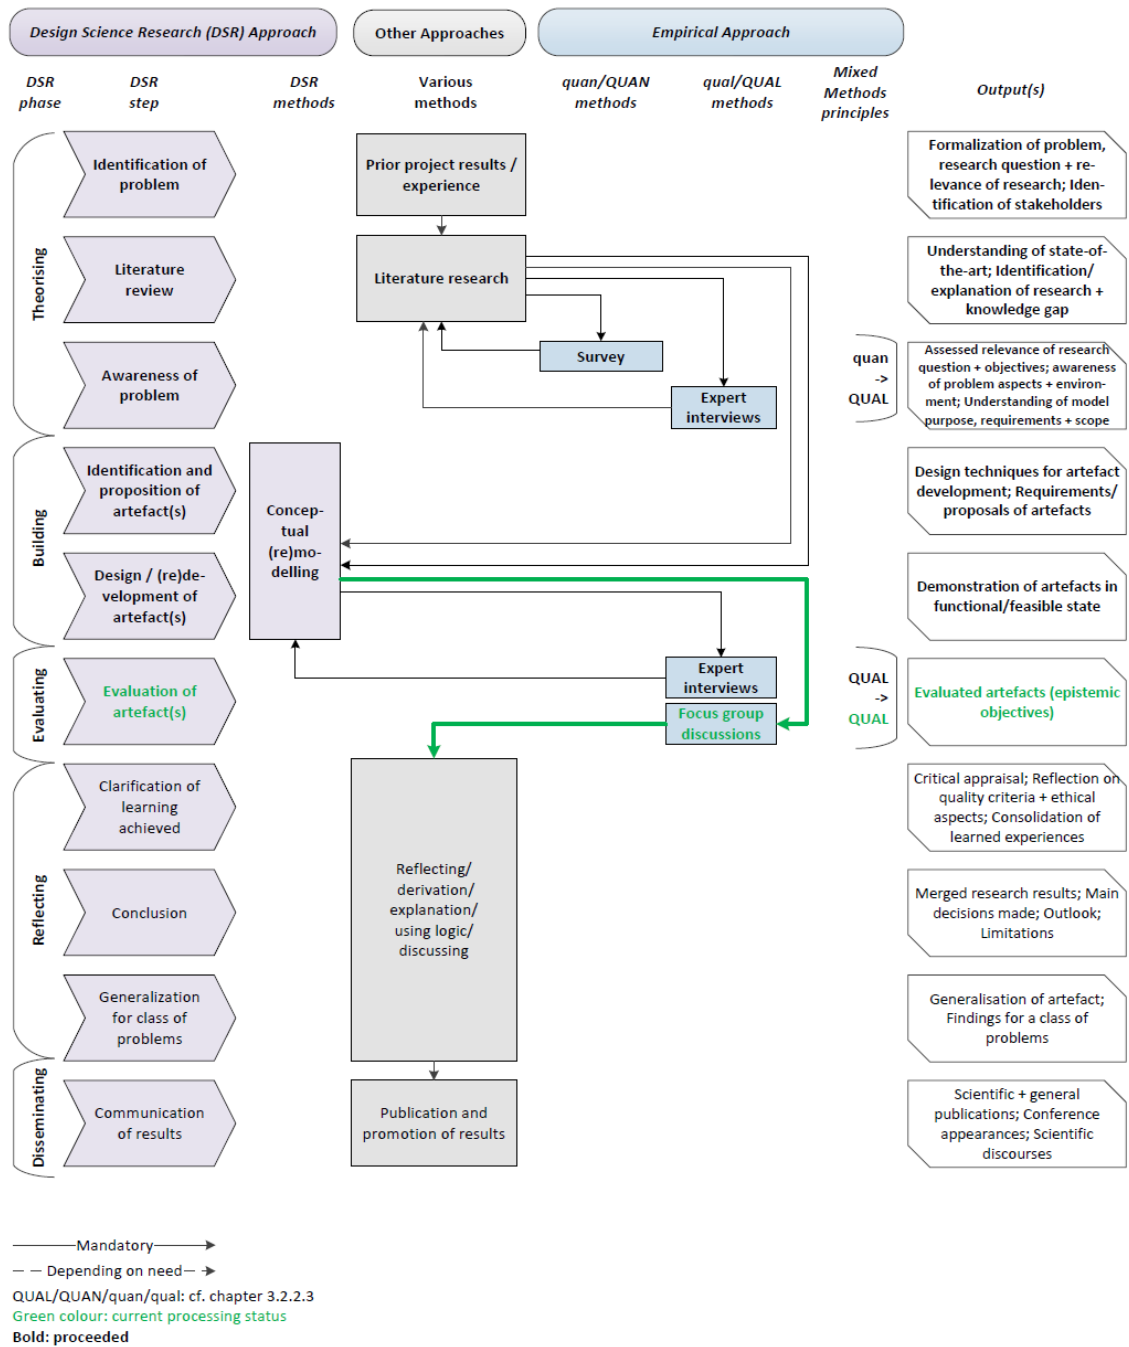 Design Science Research (DSR) Approach
Other Approaches
Empirical Approach
DSR
phase
DSR
step
DSR
methods
Various
methods
quan/QUAN
methods
qual/QUAL
methods
Mixed
Methods
principles
Output(s)
Theorising
Identification of
problem
Prior project results /
experience
Formalization of problem,
research question + re-
levance of research; Iden-
tification of stakeholders
Literature
review
Literature research
Understanding of state-of-
the-art; Identification/
explanation of research +
knowledge gap
Awareness of
problem
Survey
Expert
interviews
quan
->
QUAL
Assessed relevance of research
question + objectives; awareness
of problem aspects + environ-
ment; Understanding of model
purpose, requirements + scope
Building
Identification and
proposition of
artefact(s)
Concep-
tual
(re)mo-
delling
Design techniques for artefact
development; Requirements/
proposals of artefacts
Design / (re)de-
velopment of
artefact(s)
Demonstration of artefacts in
functional/feasible state
Evaluating
Evaluation of
artefact(s)
Expert
interviews
Focus group
discussions
QUAL
->
QUAL
Evaluated artefacts (epistemic
objectives)
Reflecting
Clarification of
learning
achieved
Reflecting/
derivation/
explanation/
using logic/
discussing
Critical appraisal; Reflection on
quality criteria + ethical
aspects; Consolidation of
learned experiences
Conclusion
Merged research results; Main
decisions made; Outlook;
Limitations
Generalization
for class of
problems
Generalisation of artefact;
Findings for a class of
problems
Disseminating
Communication
of results
Publication and
promotion of results
Scientific + general
publications; Conference
appearances; Scientific
discourses
Mandatory
Depending on need
QUAL/QUAN/quan/qual: cf. chapter 3.2.2.3
Green colour: current processing status
Bold: proceeded